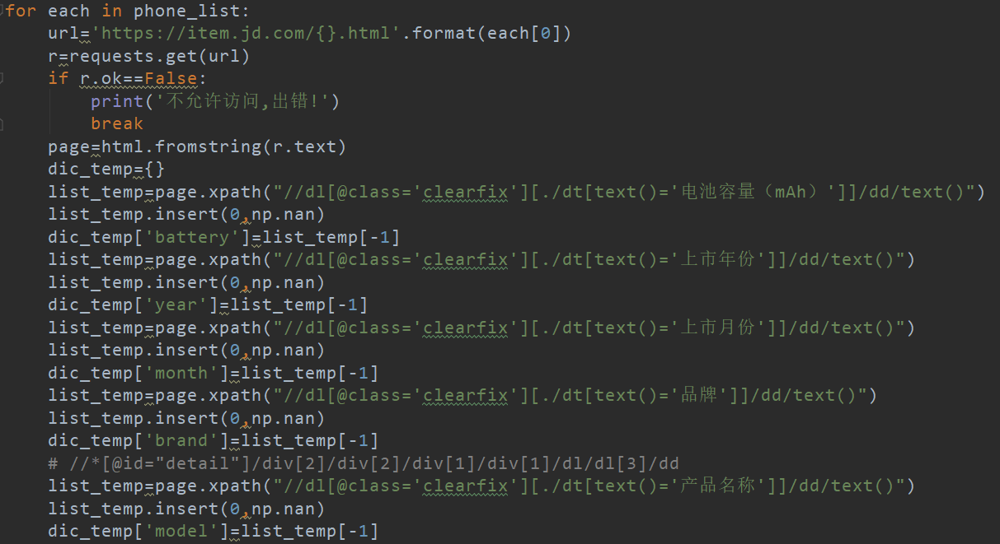 for each in phone_list:
    url='https://item.jd.com/{}.html'.format(each[0])
    r=requests.get(url)
    if r.ok==False:
        print('不允许访问,出错!')
        break
    page=html.fromstring(r.text)
    dic_temp={}
    list_temp=page.xpath("//dl[@class='clearfix'][./dt[text()='电池容量（mAh）']]/dd/text()")
    list_temp.insert(0,np.nan)
    dic_temp['battery']=list_temp[-1]
    list_temp=page.xpath("//dl[@class='clearfix'][./dt[text()='上市年份']]/dd/text()")
    list_temp.insert(0,np.nan)
    dic_temp['year']=list_temp[-1]
    list_temp=page.xpath("//dl[@class='clearfix'][./dt[text()='上市月份']]/dd/text()")
    list_temp.insert(0,np.nan)
    dic_temp['month']=list_temp[-1]
    list_temp=page.xpath("//dl[@class='clearfix'][./dt[text()='品牌']]/dd/text()")
    list_temp.insert(0,np.nan)
    dic_temp['brand']=list_temp[-1]
    # //*[@id="detail"]/div[2]/div[2]/div[1]/div[1]/dl/dl[3]/dd
    list_temp=page.xpath("//dl[@class='clearfix'][./dt[text()='产品名称']]/dd/text()")
    list_temp.insert(0,np.nan)
    dic_temp['model']=list_temp[-1]